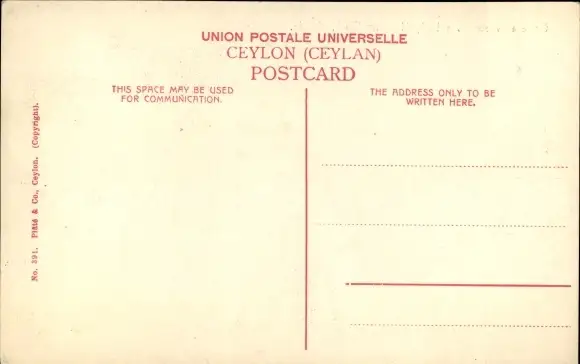 UNION POSTALE UNIVERSELLE
CEYLON (CEYLAN)
POSTCARD
THIS SPACE MAY BE USED
FOR COMMUNICATION.
THE ADDRESS ONLY TO BE
WRITTEN HERE.
No. 391. Plâté & Co., Ceylon. (Copyright).